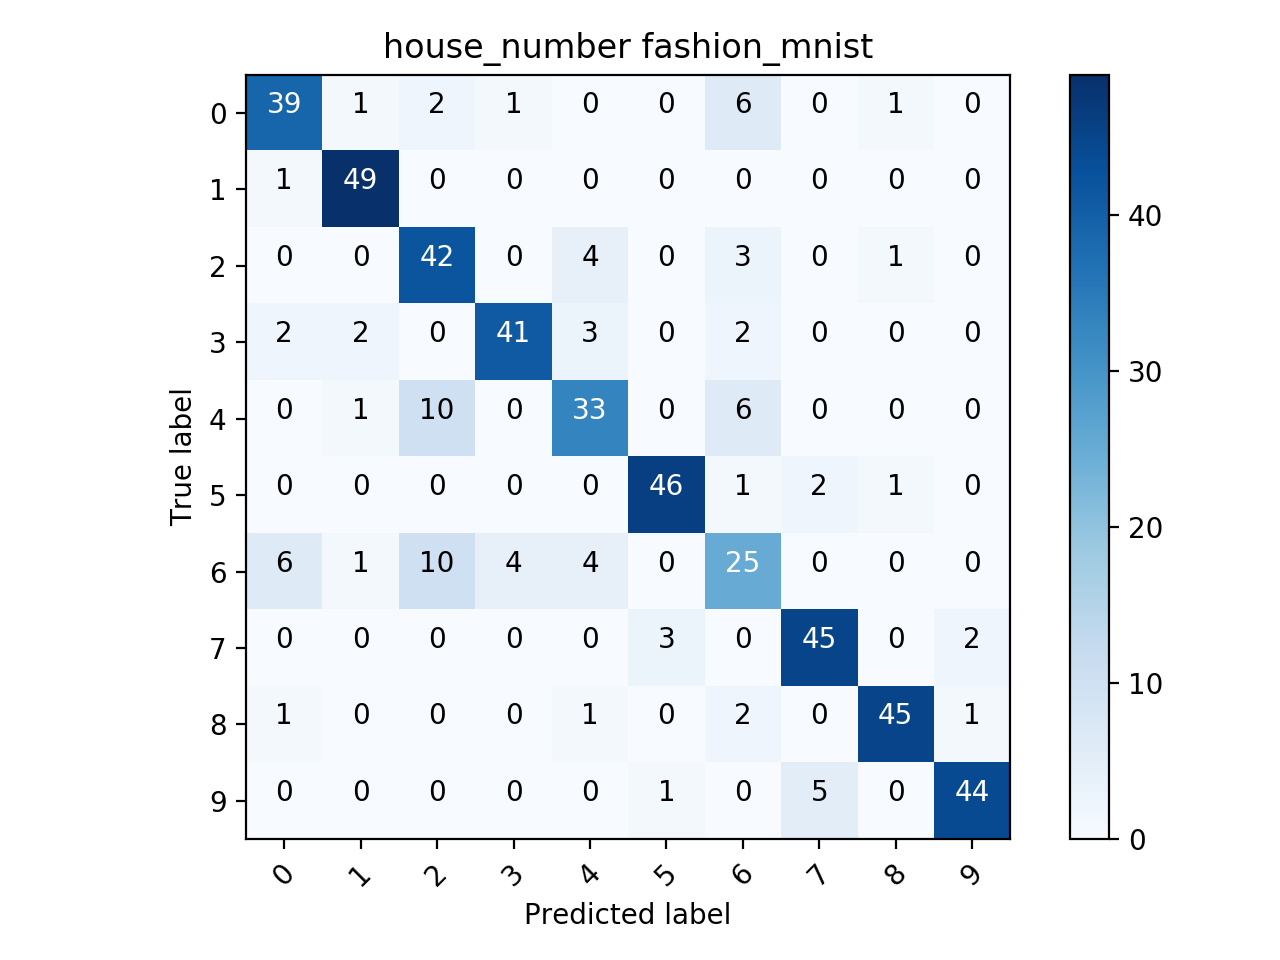 house_number fashion_mnist
0 39 1 2 1 0 0 6 0 1 0
1 1 49 0 0 0 0 0 0 0 0
2 0 0 42 0 4 0 3 0 1 0
3 2 2 0 41 3 0 2 0 0 0
4 0 1 10 0 33 0 6 0 0 0
5 0 0 0 0 0 46 1 2 1 0
6 6 1 10 4 4 0 25 0 0 0
7 0 0 0 0 0 3 0 45 0 2
8 1 0 0 0 1 0 2 0 45 1
9 0 0 0 0 0 1 0 5 0 44
0 1 2 3 4 5 6 7 8 9
Predicted label
True label
40
30
20
10
0